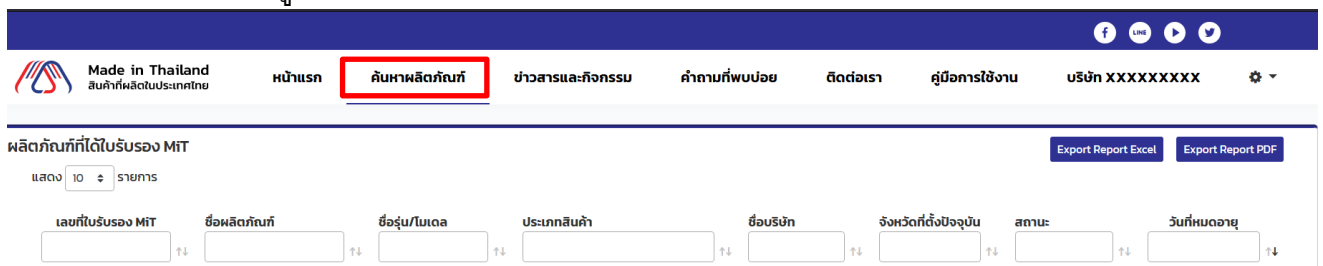 LINE
Made in Thailand
สินค้าที่ผลิตในประเทศไทย
หน้าแรก ค้นหาผลิตภัณฑ์ ข่าวสารและกิจกรรม คำถามที่พบบ่อย ติดต่อเรา คู่มือการใช้งาน บริษัท XXXXXXXXX
ผลิตภัณฑ์ที่ได้ใบรับรอง MiT
Export Report Excel Export Report PDF
แสดง 10 รายการ
เลขที่ใบรับรอง MiT ชื่อผลิตภัณฑ์ ชื่อรุ่น/โมเดล ประเภทสินค้า ชื่อบริษัท จังหวัดที่ตั้งปัจจุบัน สถานะ วันที่หมดอายุ